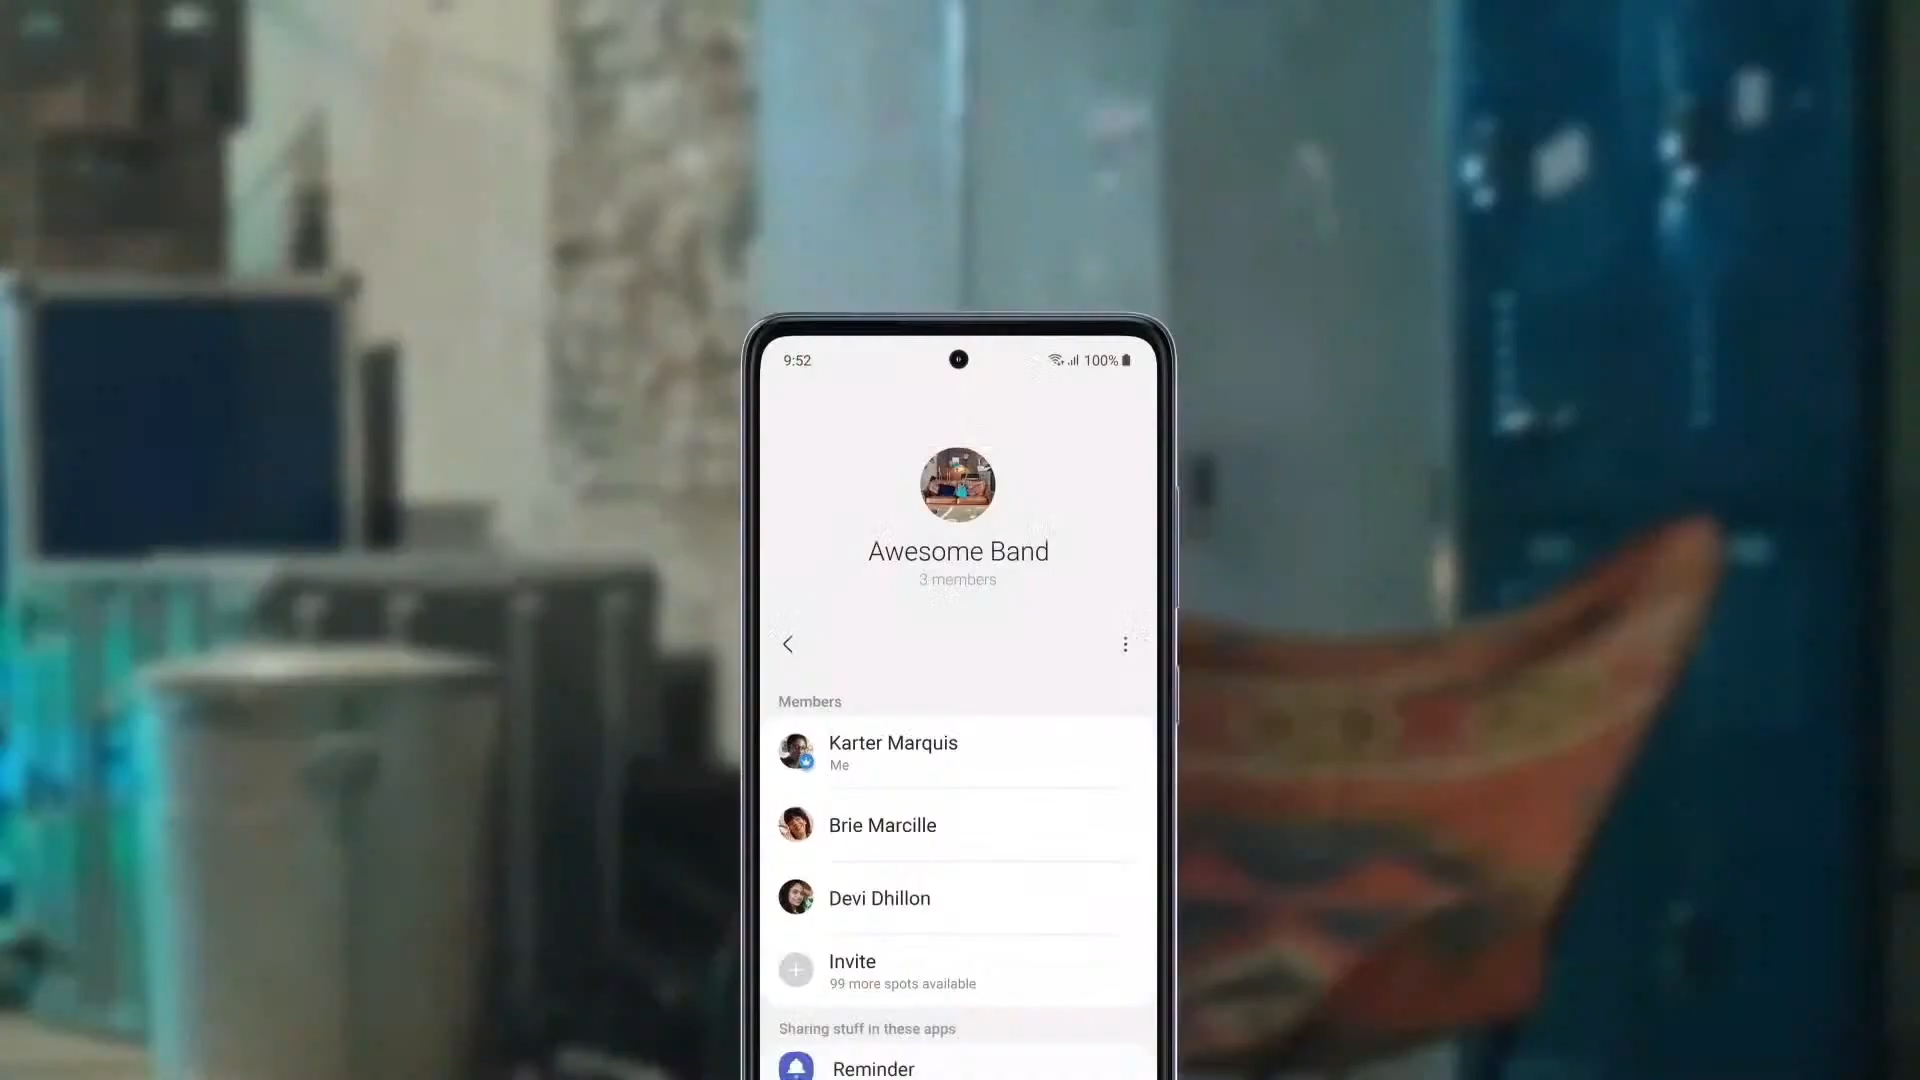 9:52
100%
Awesome Band
3 members
Members
Karter Marquis
Me
Brie Marcille
Devi Dhillon
Invite
99 more spots available
Sharing stuff in these apps
Reminder